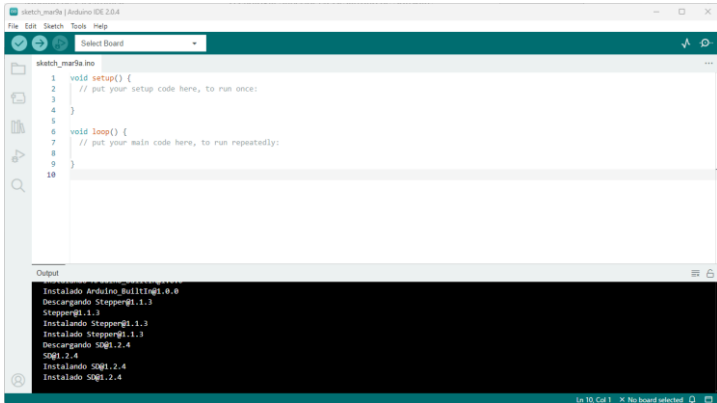 sketch_mar9a | Arduino IDE 2.0.4
File Edit Sketch Tools Help
Select Board
sketch_mar9a.ino
1 void setup() {
2 // put your setup code here, to run once:
3
4 }
5
6 void loop() {
7 // put your main code here, to run repeatedly:
8
9 }
10
Output
Instalando Arduino_BuiltIn@1.0.0
Instalado Arduino_BuiltIn@1.0.0
Descargando Stepper@1.1.3
Stepper@1.1.3
Instalando Stepper@1.1.3
Instalado Stepper@1.1.3
Descargando SD@1.2.4
SD@1.2.4
Instalando SD@1.2.4
Instalado SD@1.2.4
Ln 10, Col 1 × No board selected